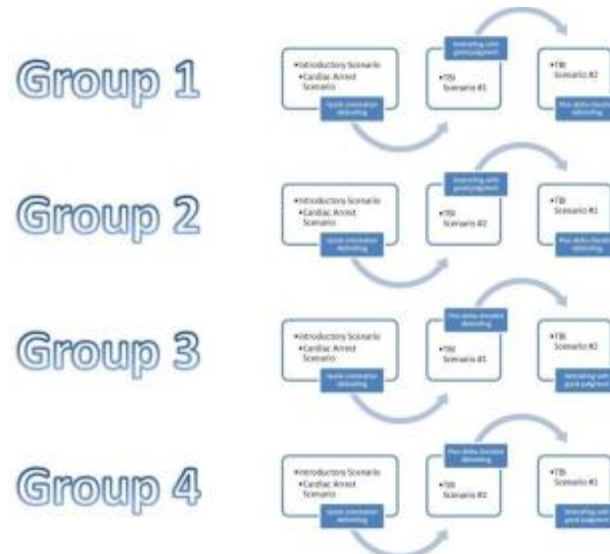 Group 1
•Introductory Scenario
•Cardiac Arrest
Scenario
Quick orientation
debriefing
•TBI
Scenario #1
Debriefing with
good judgment
•TBI
Scenario #2
Plus-delta checklist
debriefing
Group 2
•Introductory Scenario
•Cardiac Arrest
Scenario
Quick orientation
debriefing
•TBI
Scenario #2
Debriefing with
good judgment
•TBI
Scenario #1
Plus-delta checklist
debriefing
Group 3
•Introductory Scenario
•Cardiac Arrest
Scenario
Quick orientation
debriefing
•TBI
Scenario #1
Plus-delta checklist
debriefing
•TBI
Scenario #2
Debriefing with
good judgment
Group 4
•Introductory Scenario
•Cardiac Arrest
Scenario
Quick orientation
debriefing
•TBI
Scenario #2
Plus-delta checklist
debriefing
•TBI
Scenario #1
Debriefing with
good judgment